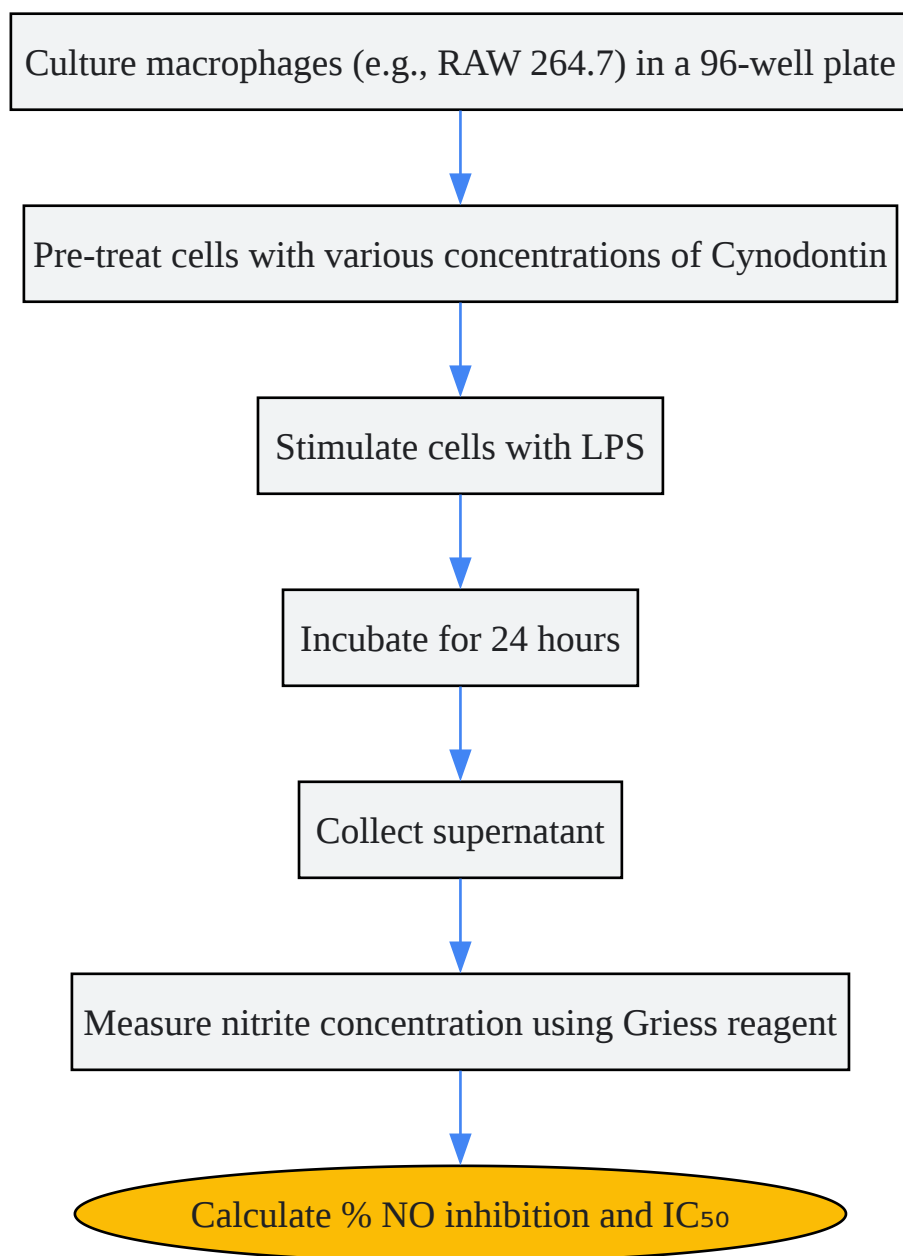 Culture macrophages (e.g., RAW 264.7) in a 96-well plate
Pre-treat cells with various concentrations of Cynodontin
Stimulate cells with LPS
Incubate for 24 hours
Collect supernatant
Measure nitrite concentration using Griess reagent
Calculate % NO inhibition and IC₅₀